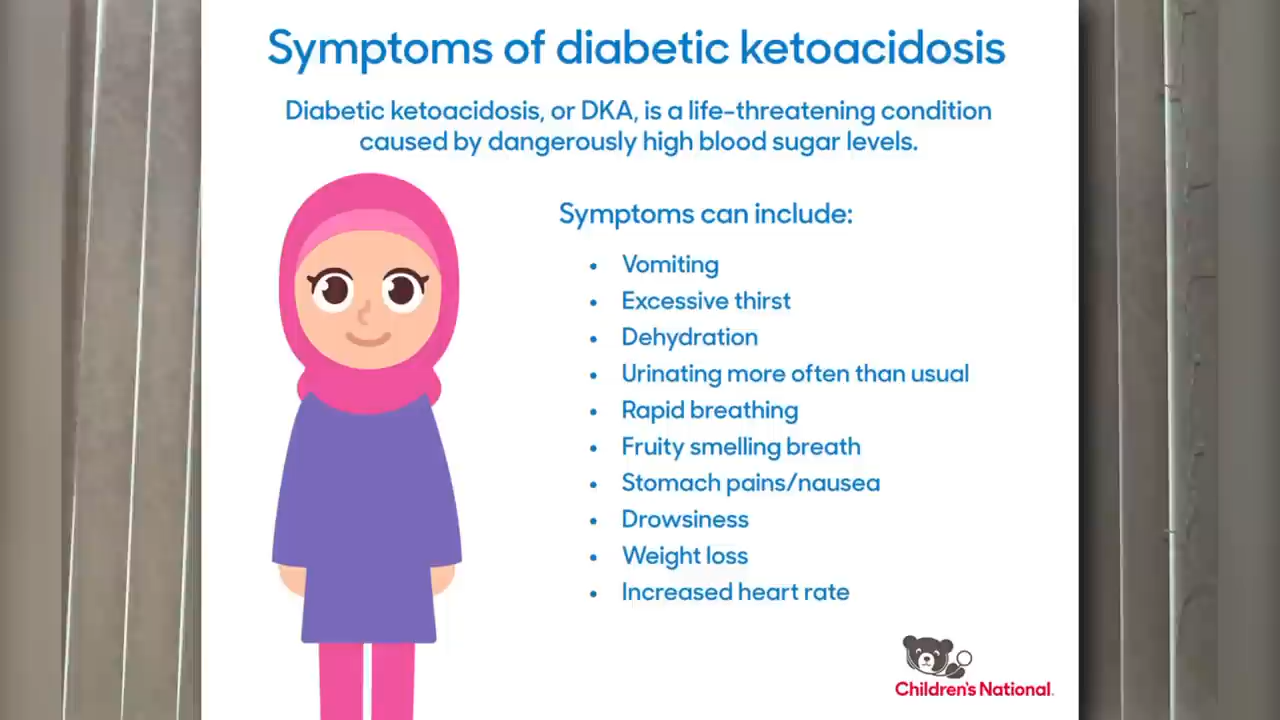 Symptoms of diabetic ketoacidosis
Diabetic ketoacidosis, or DKA, is a life-threatening condition
caused by dangerously high blood sugar levels.
Symptoms can include:
• Vomiting
• Excessive thirst
• Dehydration
• Urinating more often than usual
• Rapid breathing
• Fruity smelling breath
• Stomach pains/nausea
• Drowsiness
• Weight loss
• Increased heart rate
Children's National.